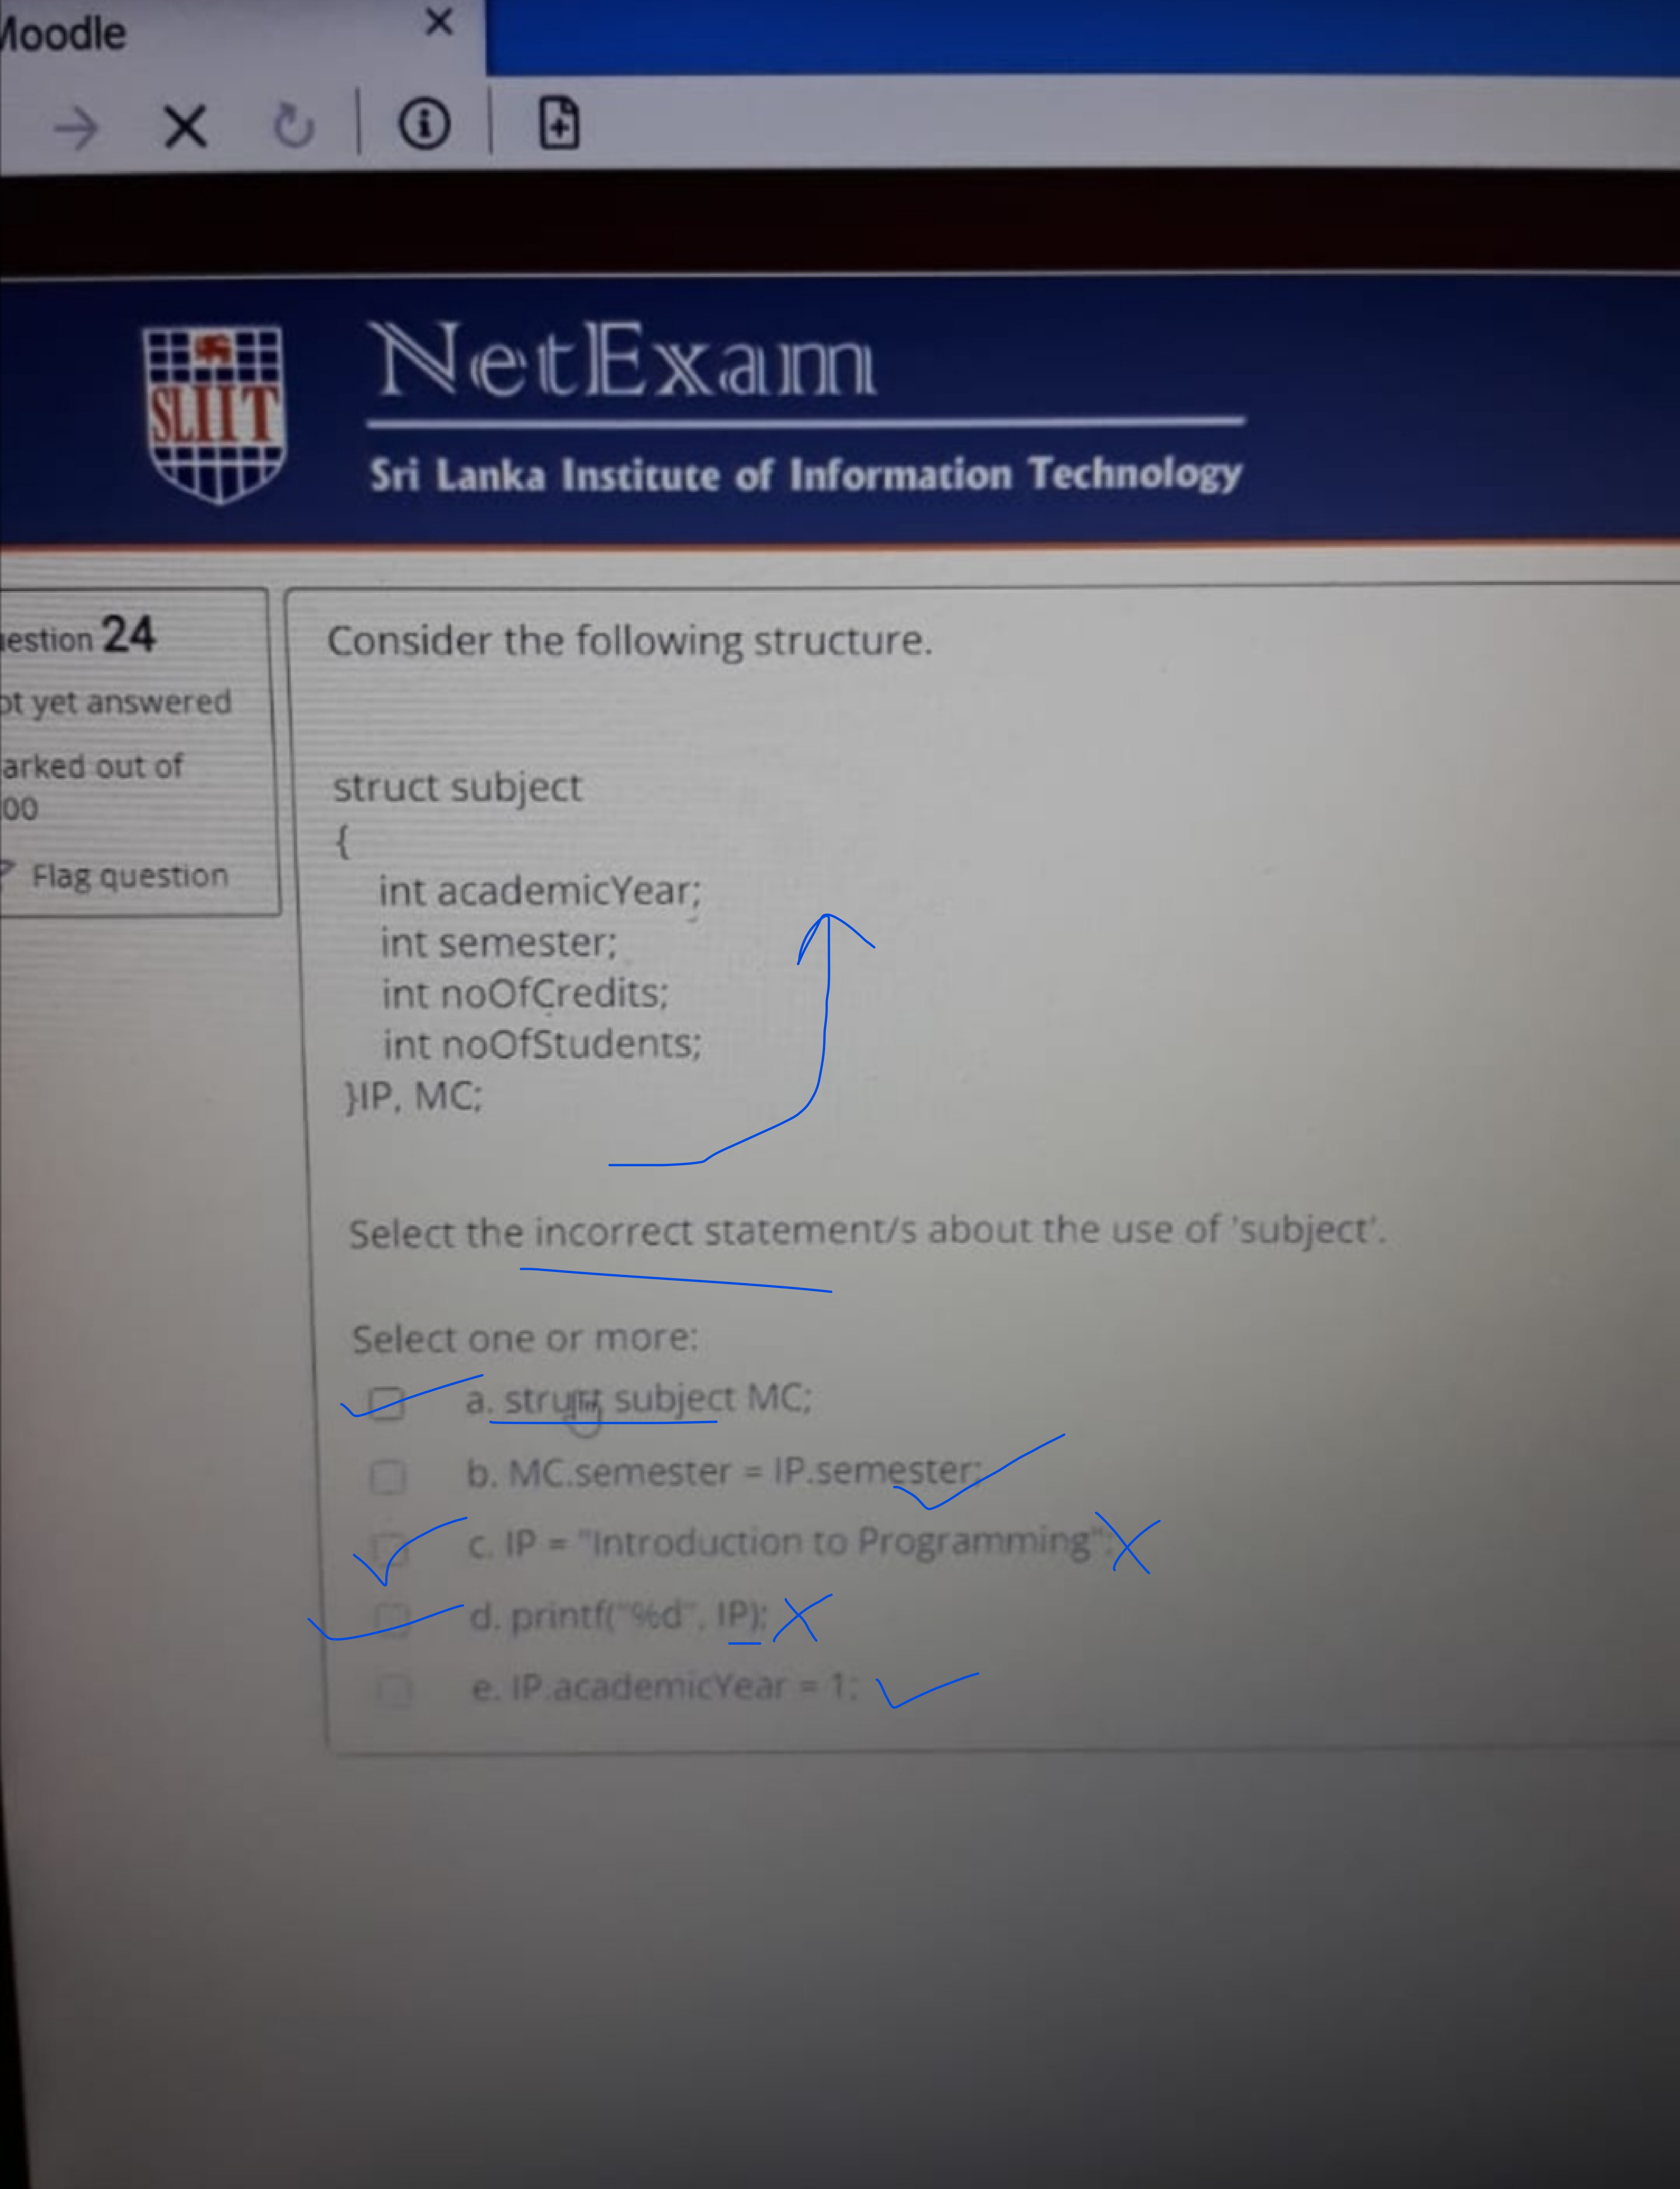 Moodle
NetExam
SLIIT
Sri Lanka Institute of Information Technology
estion 24
ot yet answered
arked out of
00
Flag question
Consider the following structure.
struct subject
{
int academicYear;
int semester;
int noOfCredits;
int noOfStudents;
}IP, MC;
Select the incorrect statement/s about the use of 'subject'.
Select one or more:
a. struct subject MC;
b. MC.semester = IP.semester;
c. IP = "Introduction to Programming";
d. printf("%d", IP);
e. IP.academicYear = 1;